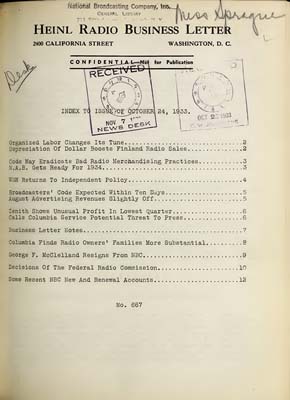 National Broadcasting Company, Inc.
GENERAL LIBRARY
Miss Sprague
HEINL RADIO BUSINESS LETTER
2400 CALIFORNIA STREET WASHINGTON, D. C.
CONFIDENTIAL—Not for Publication
Desk
RECEIVED
NOV 7
NEWS DESK
OCT 25 1933
INDEX TO ISSUE OF OCTOBER 24, 1933.
Organized Labor Changes Its Tune....2
Depreciation Of Dollar Boosts Finland Radio Sales....2
Code May Eradicate Bad Radio Merchandising Practices....3
N.A.B. Gets Ready For 1934....3
Returns To Independent Policy....4
Broadcasters' Code Expected Within Ten Days....5
August Advertising Revenues Slightly Off....5
Zenith Shows Unusual Profit In Lowest Quarter....6
Calls Columbia Service Potential Threat To Press....6
Business Letter Notes....7
Columbia Finds Radio Owners' Families More Substantial....8
George F. McClelland Resigns From NBC....9
Decisions Of The Federal Radio Commission....10
Some Recent NBC New And Renewal Accounts....12
No. 667